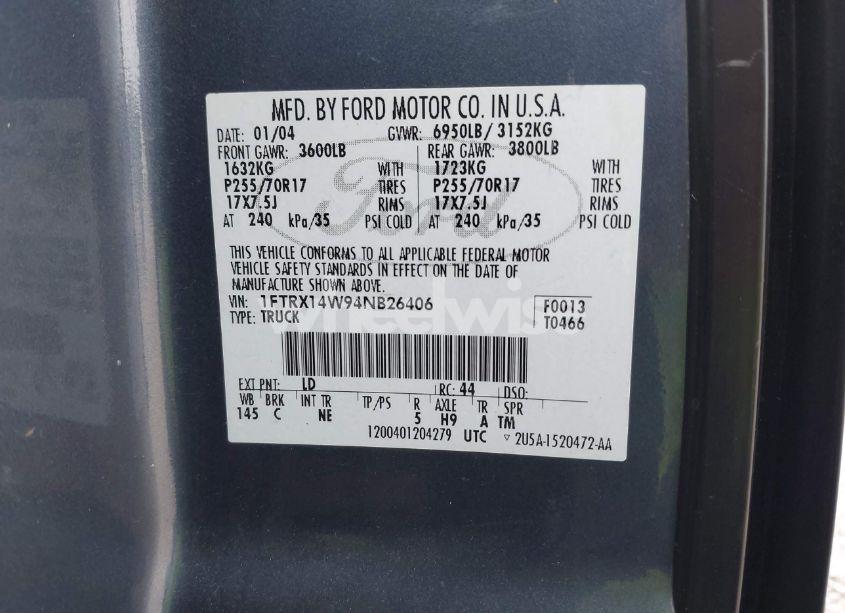 MFD. BY FORD MOTOR CO. IN U.S.A.
DATE: 01/04 GVWR: 6950LB/ 3152KG
FRONT GAWR: 3600LB REAR GAWR: 3800LB
1632KG WITH 1723KG WITH
P255/70R17 TIRES P255/70R17 TIRES
17X7.5J RIMS 17X7.5J RIMS
AT 240 kPa/35 PSI COLD AT 240 kPa/35 PSI COLD
Ford
THIS VEHICLE CONFORMS TO ALL APPLICABLE FEDERAL MOTOR
VEHICLE SAFETY STANDARDS IN EFFECT ON THE DATE OF
MANUFACTURE SHOWN ABOVE.
VIN: 1FTRX14W94NB26406 F0013
TYPE: TRUCK T0466
wheelwis
EXT PNT: LD RC: 44 DSO:
WB BRK INT TR TP/PS R AXLE TR SPR
145 C NE 5 H9 A TM
1200401204279 UTC ▽ 2U5A-1520472-AA